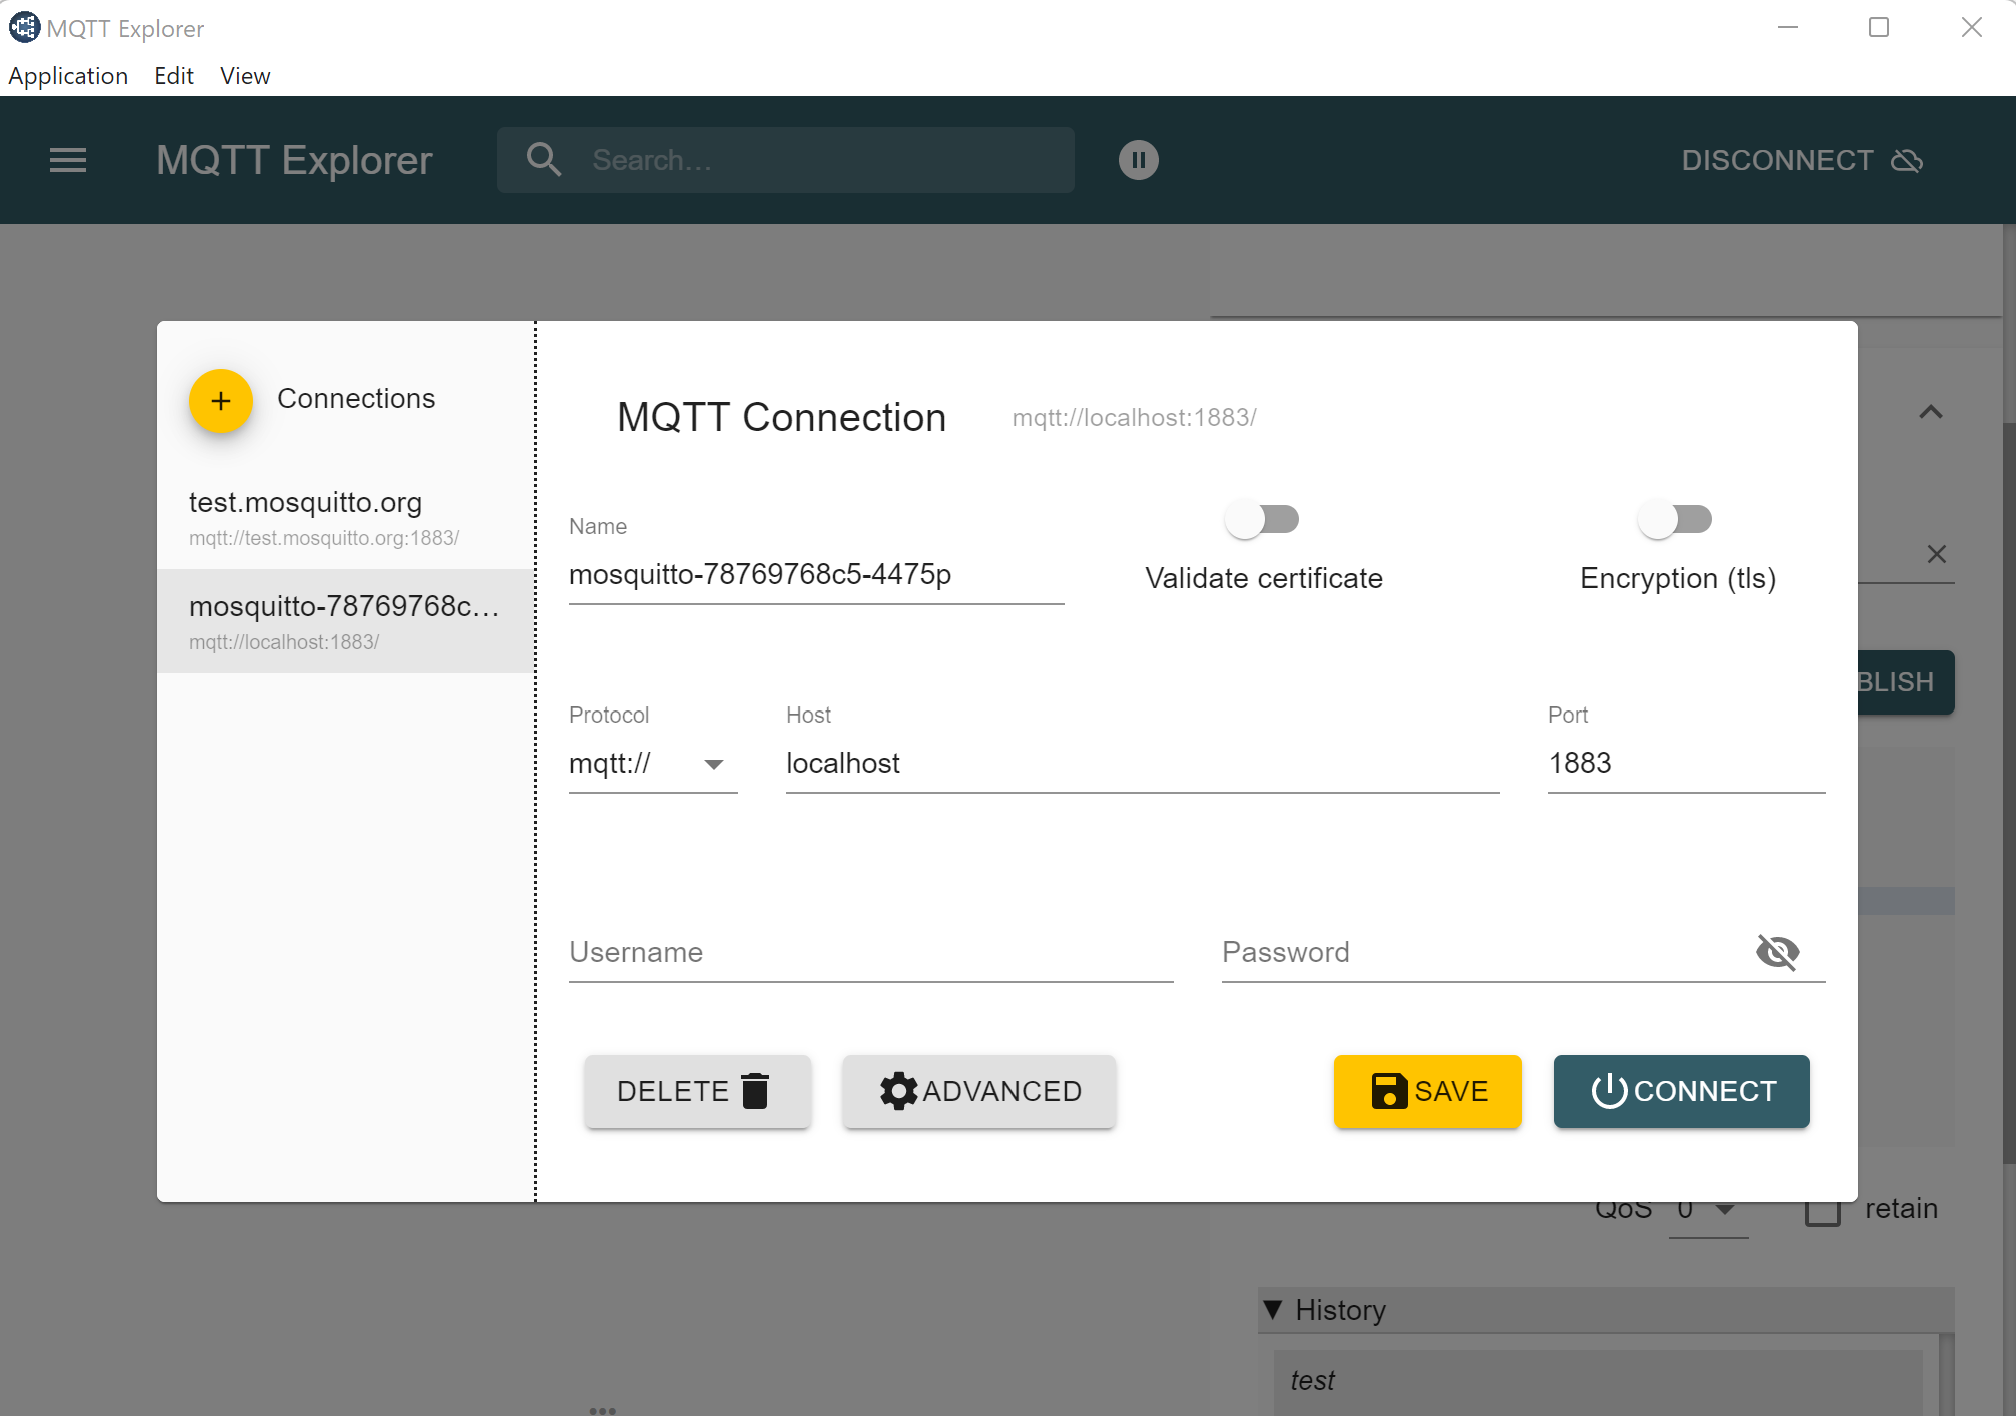 MQTT Explorer
Application Edit View
MQTT Explorer
Search...
DISCONNECT
Connections
test.mosquitto.org
mqtt://test.mosquitto.org:1883/
mosquitto-78769768c...
mqtt://localhost:1883/
MQTT Connection
mqtt://localhost:1883/
Name
mosquitto-78769768c5-4475p
Validate certificate
Encryption (tls)
Protocol
mqtt://
Host
localhost
Port
1883
Username
Password
DELETE
ADVANCED
SAVE
CONNECT
BLISH
QoS 0
retain
History
test